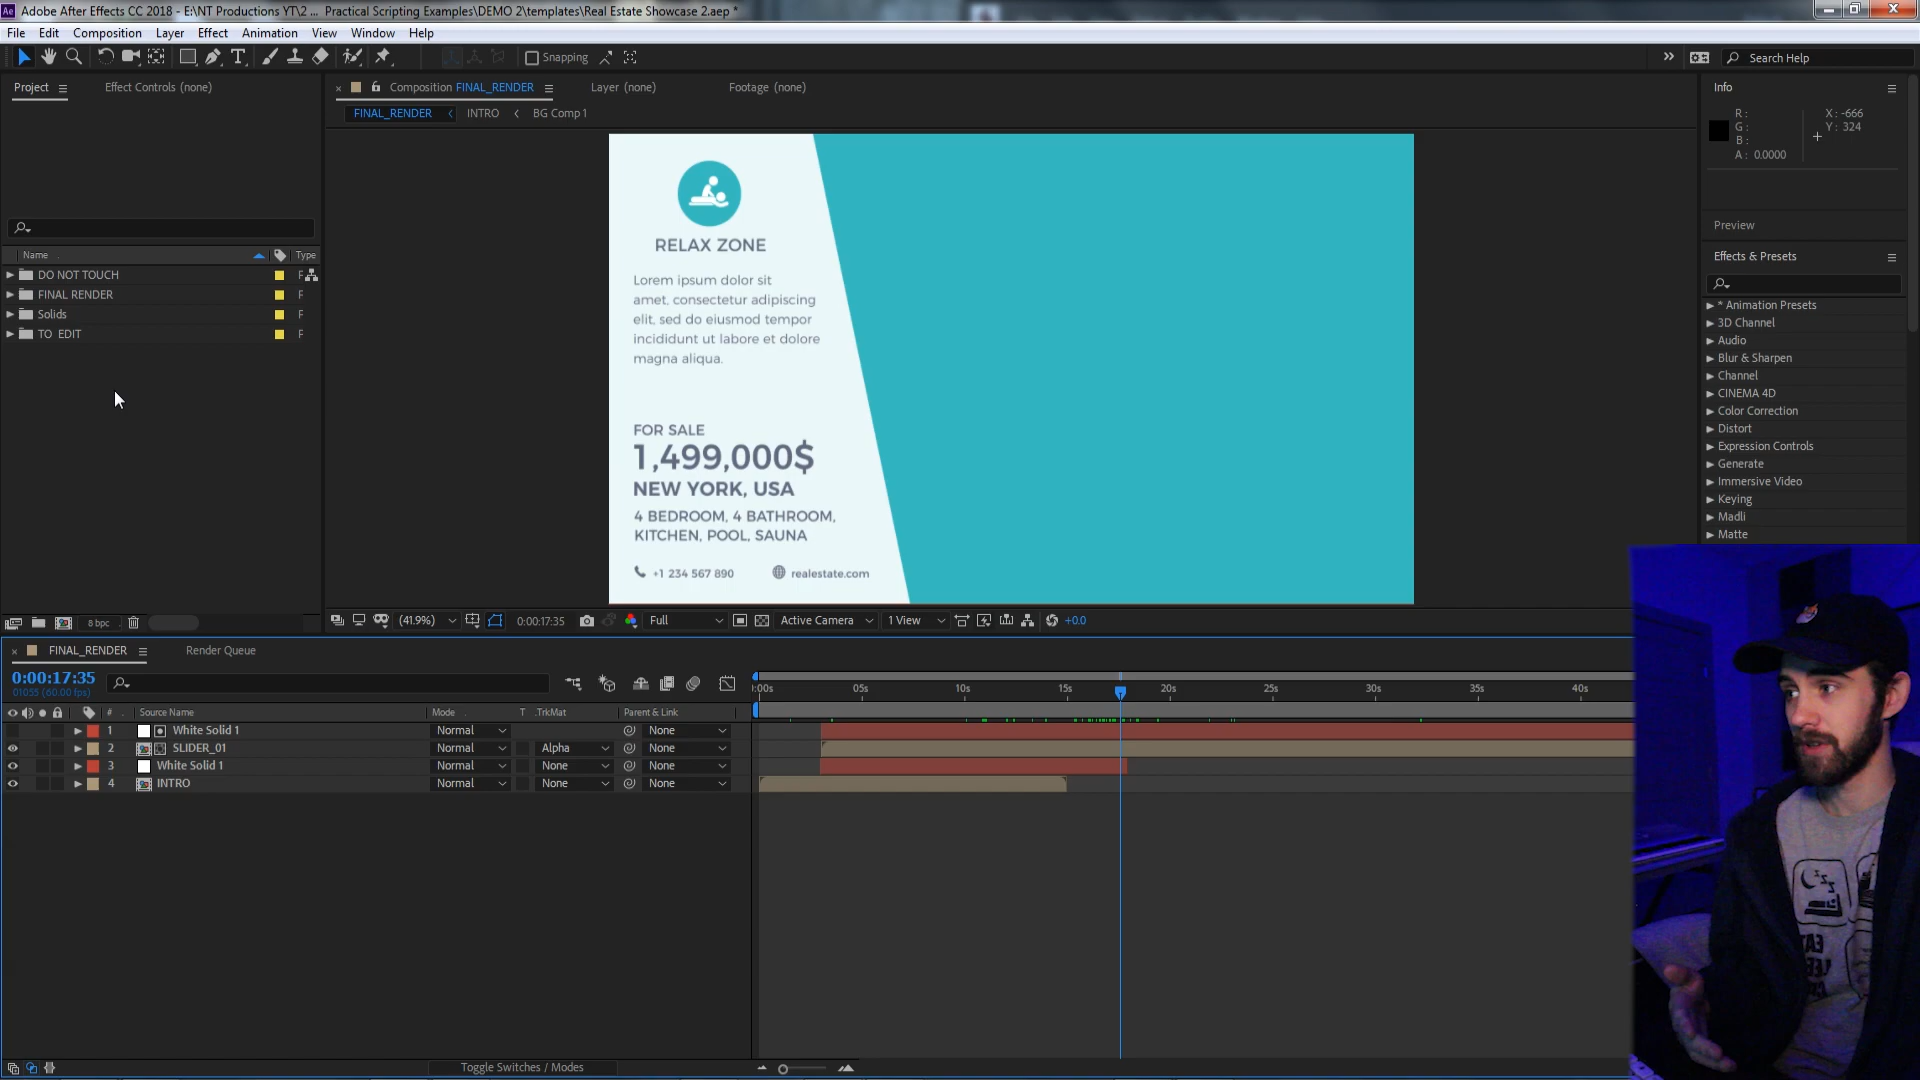 Ae Adobe After Effects CC 2018 - E:\NT Productions YT\2 ... Practical Scripting Examples\DEMO 2\templates\Real Estate Showcase 2.aep *
File Edit Composition Layer Effect Animation View Window Help
Snapping
Search Help
Project
Effect Controls (none)
Composition FINAL_RENDER
Layer (none)
Footage (none)
FINAL_RENDER INTRO BG Comp 1
Name Type
DO NOT TOUCH F
FINAL RENDER F
Solids F
TO EDIT F
8 bpc
RELAX ZONE
Lorem ipsum dolor sit
amet, consectetur adipiscing
elit, sed do eiusmod tempor
incididunt ut labore et dolore
magna aliqua.
FOR SALE
1,499,000$
NEW YORK, USA
4 BEDROOM, 4 BATHROOM,
KITCHEN, POOL, SAUNA
+1 234 567 890 realestate.com
(41.9%) 0:00:17:35 Full Active Camera 1 View +0.0
Info
R: X: -666
G: Y: 324
B:
A: 0.0000
Preview
Effects & Presets
* Animation Presets
3D Channel
Audio
Blur & Sharpen
Channel
CINEMA 4D
Color Correction
Distort
Expression Controls
Generate
Immersive Video
Keying
Madli
Matte
FINAL_RENDER
Render Queue
0:00:17:35
01055 (60.00 fps)
:00s 05s 10s 15s 20s 25s 30s 35s 40s
# Source Name Mode T .TrkMat Parent & Link
1 White Solid 1 Normal None
2 SLIDER_01 Normal Alpha None
3 White Solid 1 Normal None None
4 INTRO Normal None None
Toggle Switches / Modes